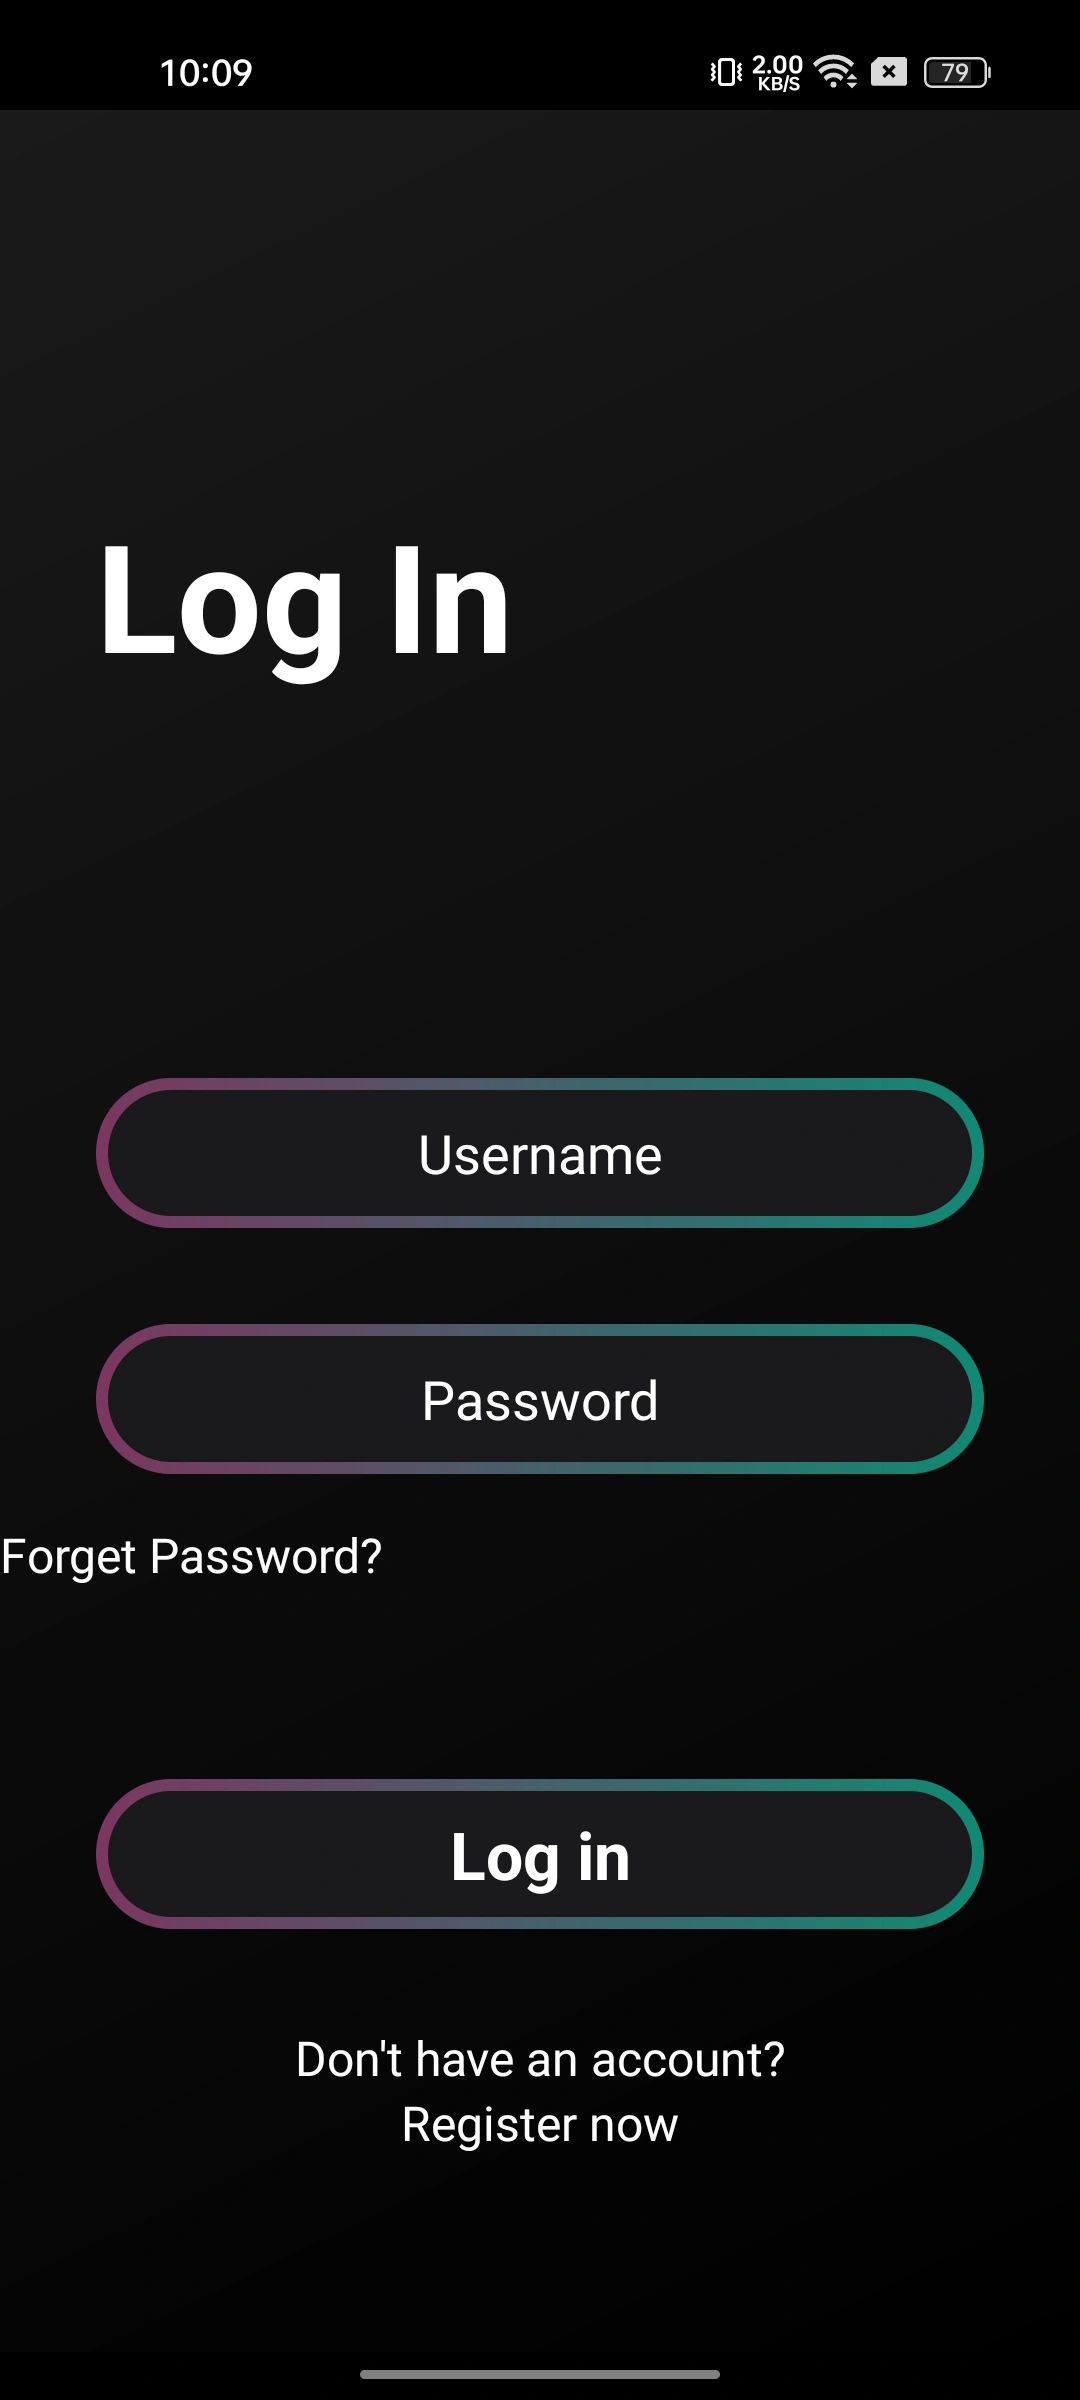 10:09
2.00
KB/S
79
Log In
Username
Password
Forget Password?
Log in
Don't have an account?
Register now